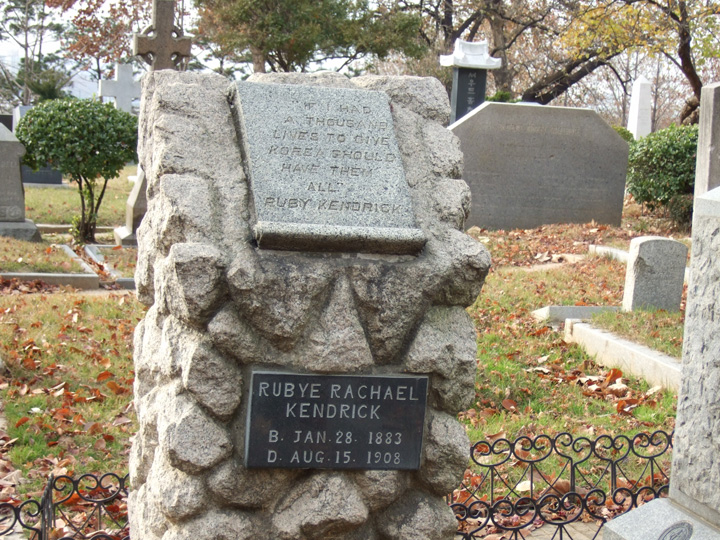 "IF I HAD
A THOUSAND
LIVES TO GIVE
KOREA SHOULD
HAVE THEM
ALL"
RUBY KENDRICK
RUBYE RACHAEL
KENDRICK
B. JAN. 28. 1883
D. AUG. 15. 1908